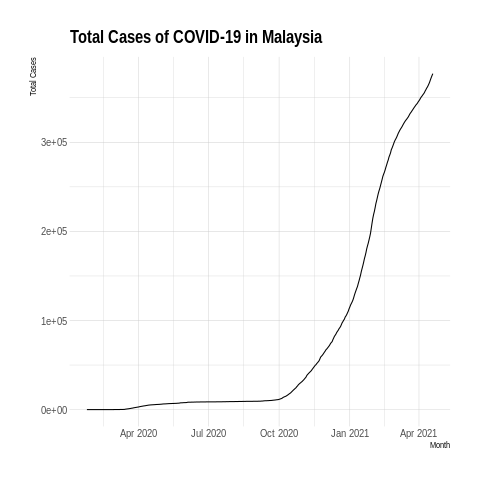 Total Cases of COVID-19 in Malaysia
Total Cases
3e+05
2e+05
1e+05
0e+00
Apr 2020 Jul 2020 Oct 2020 Jan 2021 Apr 2021
Month